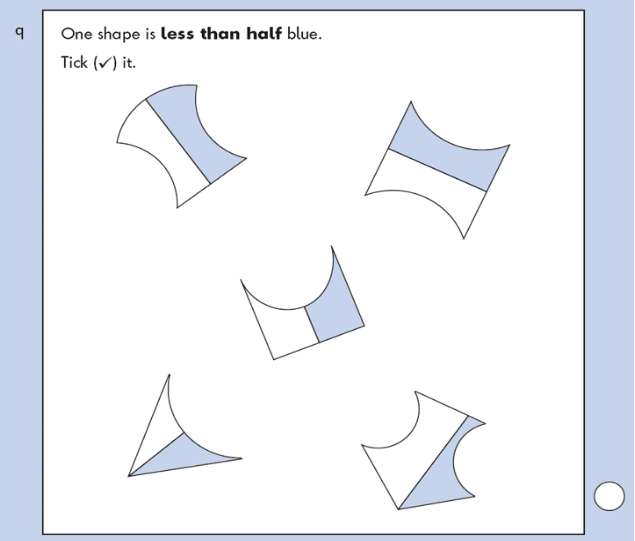 9
One shape is less than half blue.
Tick (✓) it.